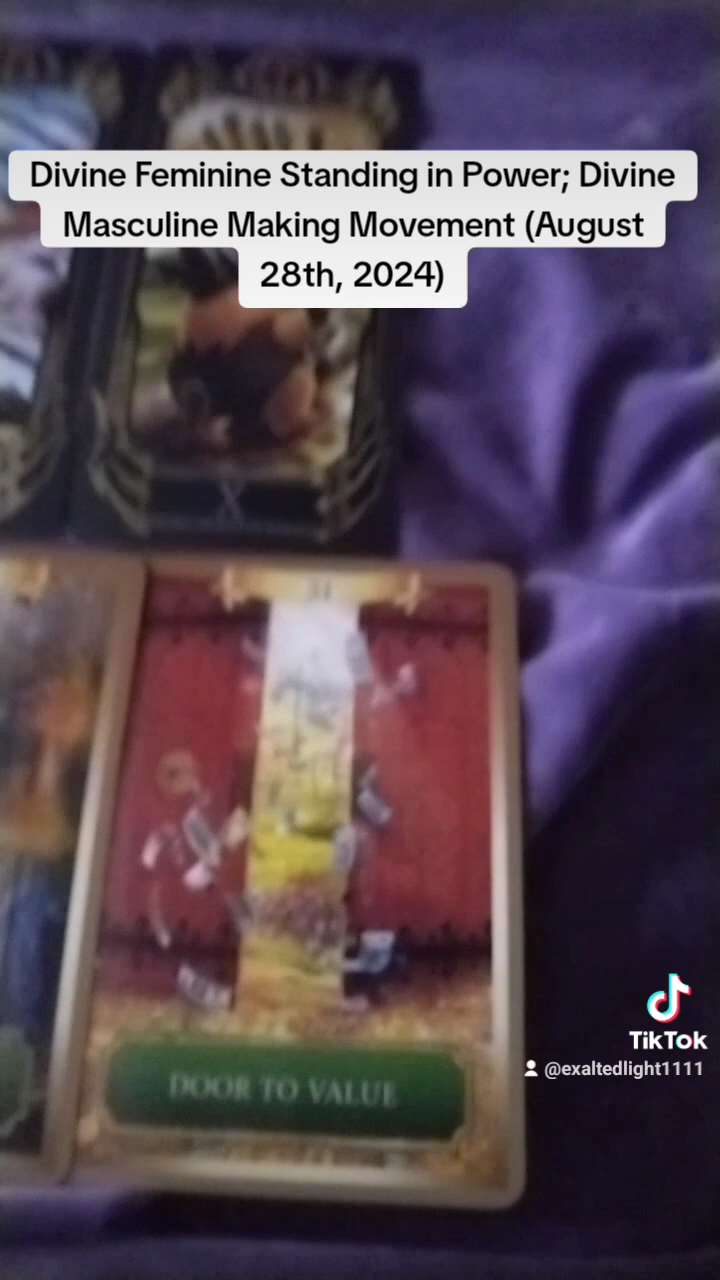 Divine Feminine Standing in Power; Divine
Masculine Making Movement (August
28th, 2024)
X
DOOR TO VALUE
TikTok
@exaltedlight1111